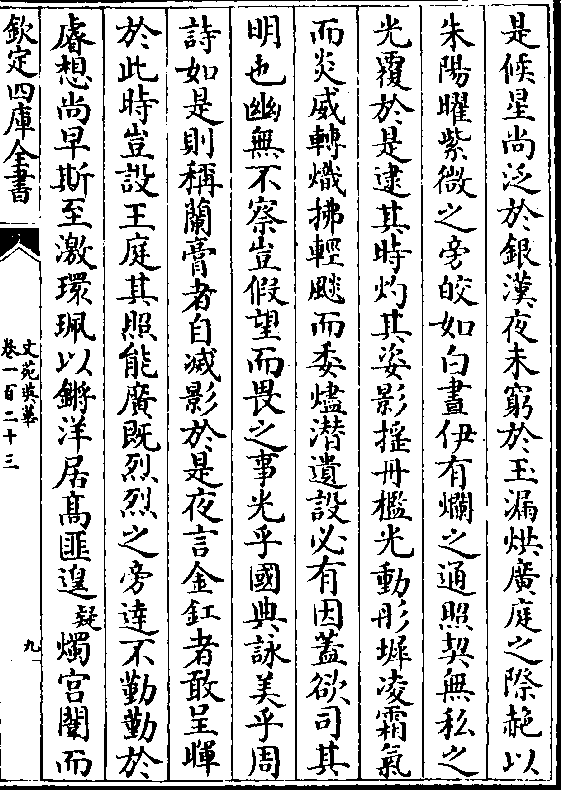 是候星尚泛於銀漢夜未窮於玉漏烘廣庭之際赩以
朱陽曜紫微之旁皎如白晝伊有爛之通照契無私之
光覆於是逮其時灼其姿影揺丹檻光動彤墀凌霜氣
而炎威轉熾拂輕颷而委燼潛遺設必有因蓋欲司其
明也幽無不察豈假望而畏之事光乎國典詠美乎周
詩如是則稱蘭膏者自滅影於是夜言金釭者敢呈暉
於此時豈設王庭其照能廣既烈烈之旁達不勤勤於
睿想尚早斯至激環珮以鏘洋居髙匪遑疑燭宫闈而
欽定四庫全書
文苑英華
卷一百二十三
九